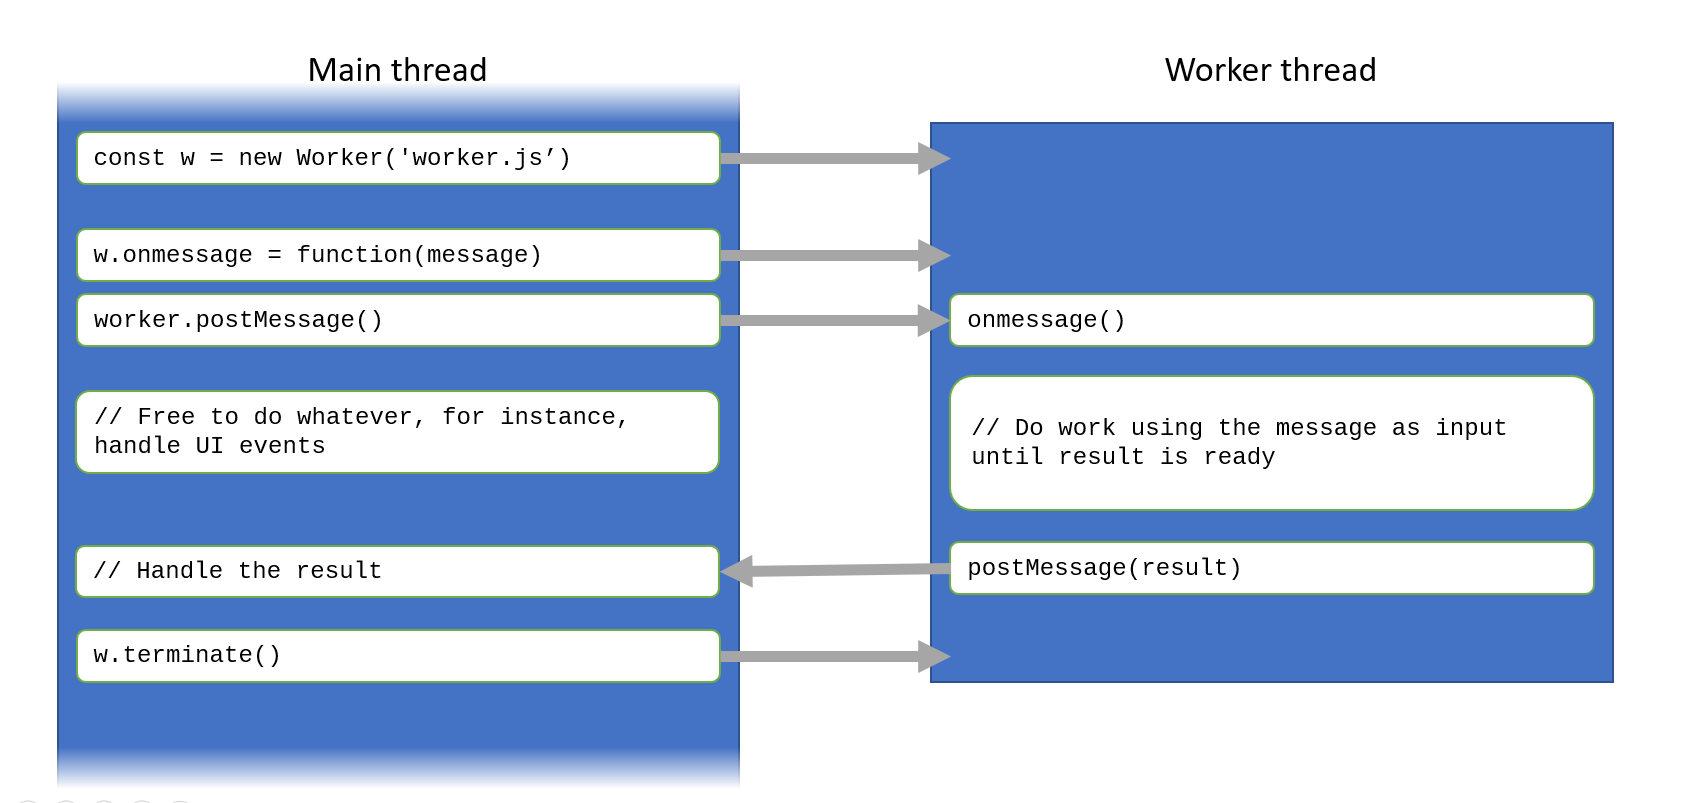 Main thread
Worker thread
const w = new Worker('worker.js’)
w.onmessage = function(message)
worker.postMessage()
onmessage()
// Free to do whatever, for instance,
handle UI events
// Do work using the message as input
until result is ready
// Handle the result
postMessage(result)
w.terminate()